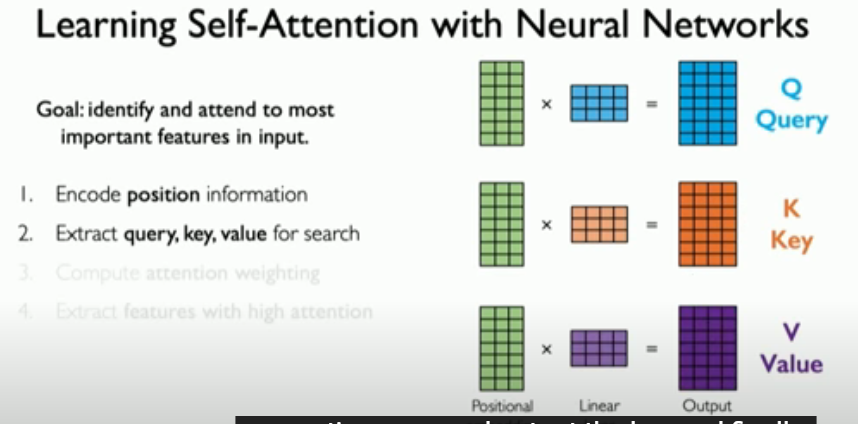 Learning Self-Attention with Neural Networks
Goal: identify and attend to most
important features in input.
1. Encode position information
2. Extract query, key, value for search
3. Compute attention weighting
4. Extract features with high attention
× =
Q
Query
× =
K
Key
× =
V
Value
Positional Linear Output